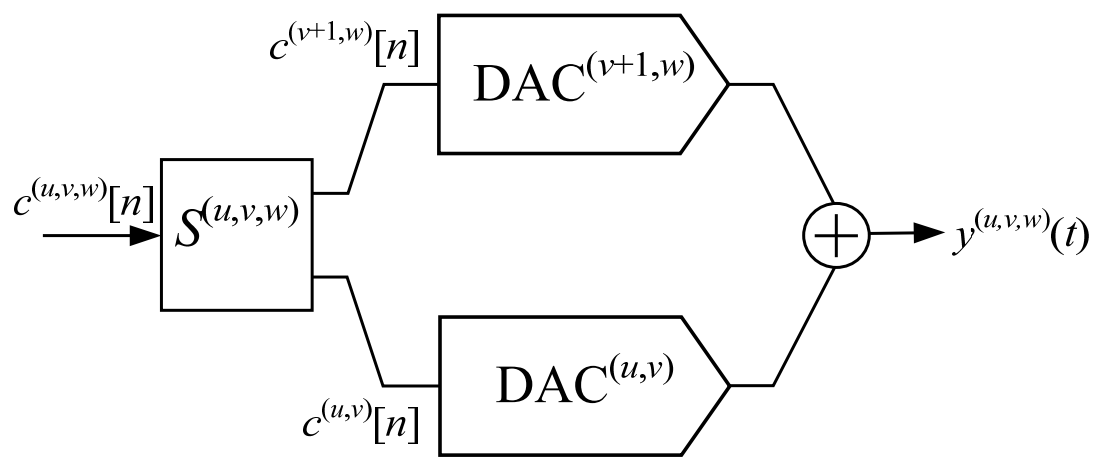 c^(v+1,w)[n]
DAC^(v+1,w)
c^(u,v,w)[n]
S^(u,v,w)
y^(u,v,w)(t)
DAC^(u,v)
c^(u,v)[n]